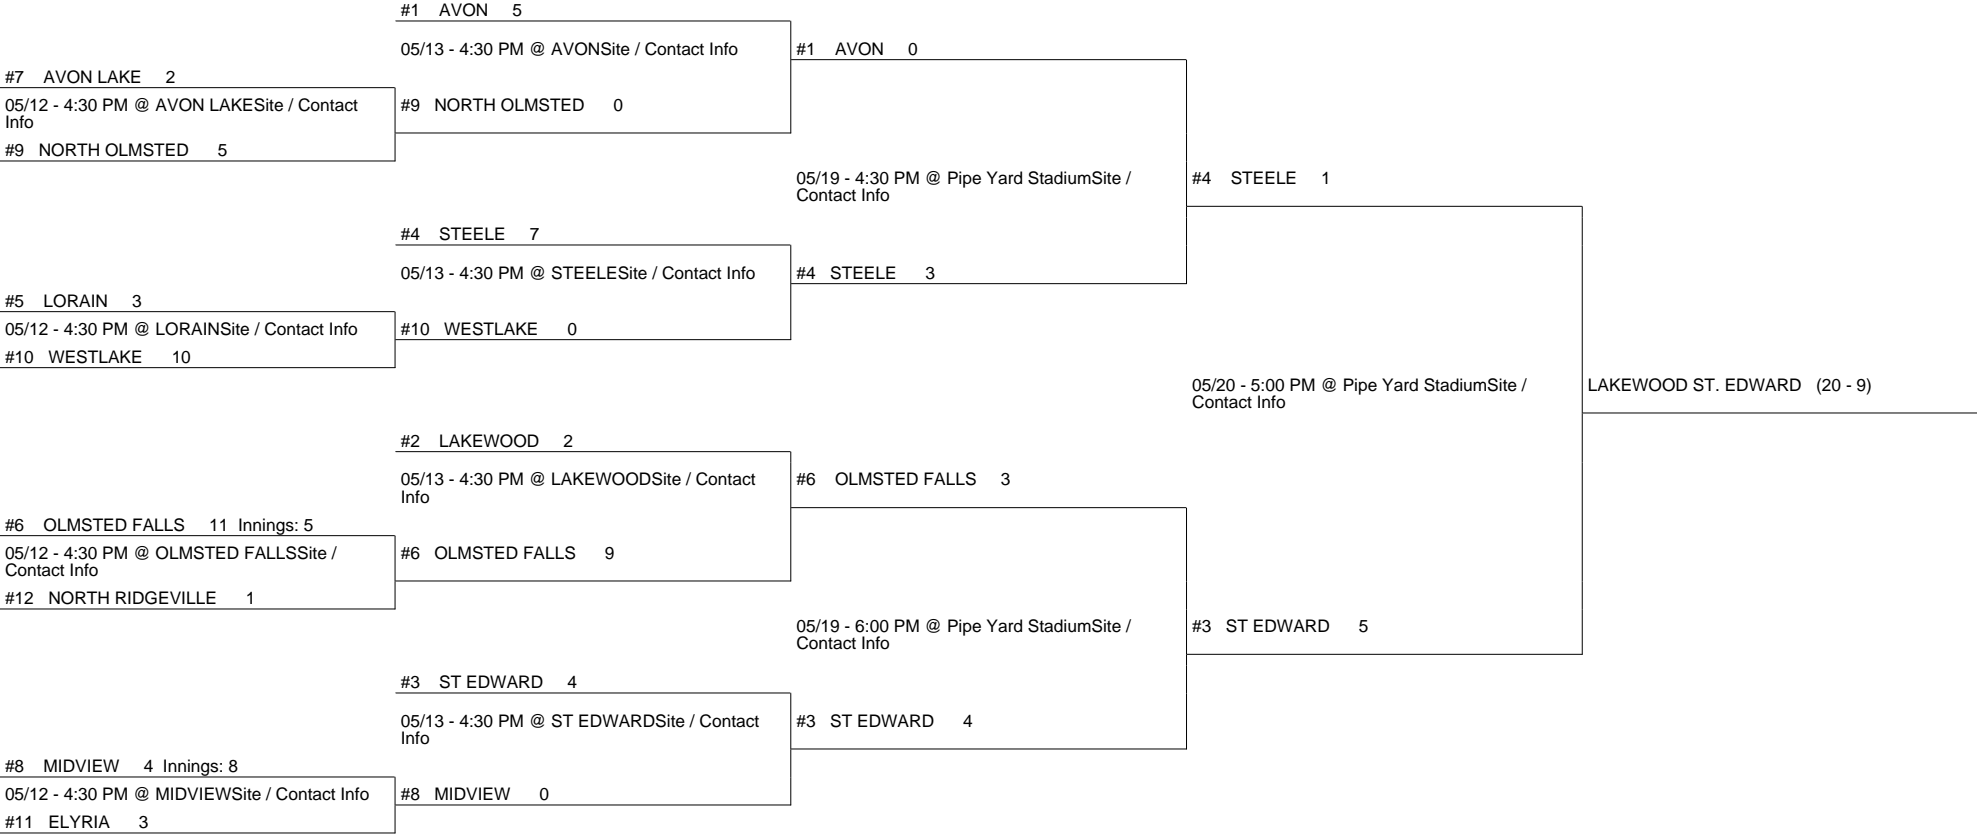 #1 AVON 5
05/13 - 4:30 PM @ AVONSite / Contact Info
#1 AVON 0
#7 AVON LAKE 2
05/12 - 4:30 PM @ AVON LAKESite / Contact
Info
#9 NORTH OLMSTED 0
#9 NORTH OLMSTED 5
05/19 - 4:30 PM @ Pipe Yard StadiumSite /
Contact Info
#4 STEELE 1
#4 STEELE 7
05/13 - 4:30 PM @ STEELESite / Contact Info
#4 STEELE 3
#5 LORAIN 3
05/12 - 4:30 PM @ LORAINSite / Contact Info
#10 WESTLAKE 0
#10 WESTLAKE 10
05/20 - 5:00 PM @ Pipe Yard StadiumSite /
Contact Info
LAKEWOOD ST. EDWARD (20 - 9)
#2 LAKEWOOD 2
05/13 - 4:30 PM @ LAKEWOODSite / Contact
Info
#6 OLMSTED FALLS 3
#6 OLMSTED FALLS 11 Innings: 5
05/12 - 4:30 PM @ OLMSTED FALLSSite /
Contact Info
#6 OLMSTED FALLS 9
#12 NORTH RIDGEVILLE 1
05/19 - 6:00 PM @ Pipe Yard StadiumSite /
Contact Info
#3 ST EDWARD 5
#3 ST EDWARD 4
05/13 - 4:30 PM @ ST EDWARDSite / Contact
Info
#3 ST EDWARD 4
#8 MIDVIEW 4 Innings: 8
05/12 - 4:30 PM @ MIDVIEWSite / Contact Info
#8 MIDVIEW 0
#11 ELYRIA 3